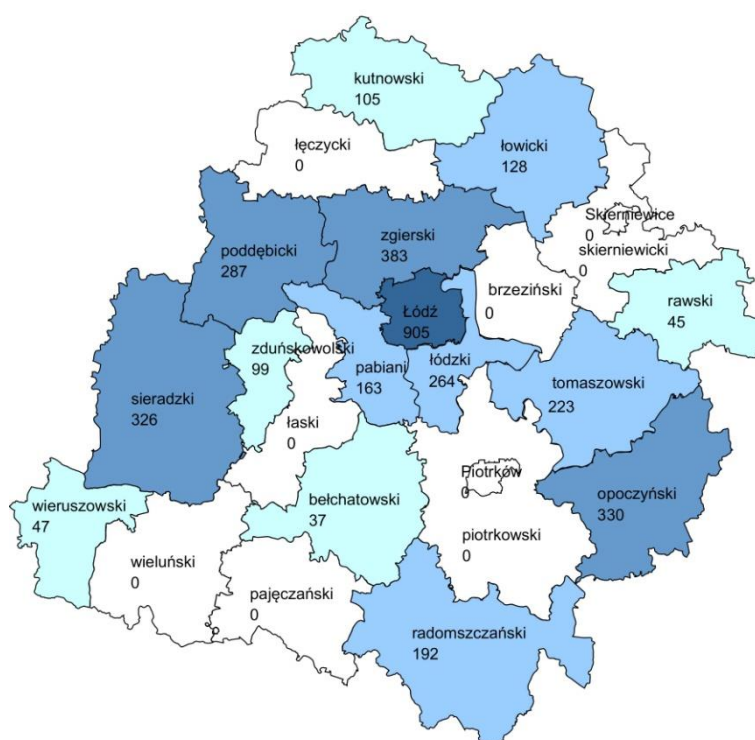 kutnowski
105
łęczycki
0
łowicki
128
Skierniewice
0
skierniewicki
0
zgierski
383
poddębicki
287
brzeziński
0
rawski
45
Łódź
905
zduńskowolski
99
pabiani
163
łódzki
264
tomaszowski
223
sieradzki
326
łaski
0
Piotrków
0
opoczyński
330
wieruszowski
47
bełchatowski
37
piotrkowski
0
wieluński
0
pajęczański
0
radomszczański
192